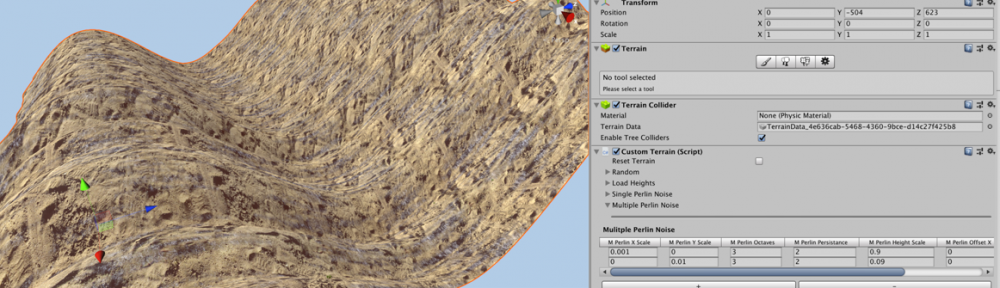 Transform
Position X 0 Y -504 Z 623
Rotation X 0 Y 0 Z 0
Scale X 1 Y 1 Z 1
Terrain
No tool selected
Please select a tool
Terrain Collider
Material None (Physic Material)
Terrain Data TerrainData_4e636cab-5468-4360-9bce-d14c27f425b8
Enable Tree Colliders
Custom Terrain (Script)
Reset Terrain
Random
Load Heights
Single Perlin Noise
Multiple Perlin Noise
Mulitple Perlin Noise
M Perlin X Scale M Perlin Y Scale M Perlin Octaves M Perlin Persistance M Perlin Height Scale M Perlin Offset X
0.001 0 3 2 0.9 0
0 0.01 3 2 0.09 0
+ -